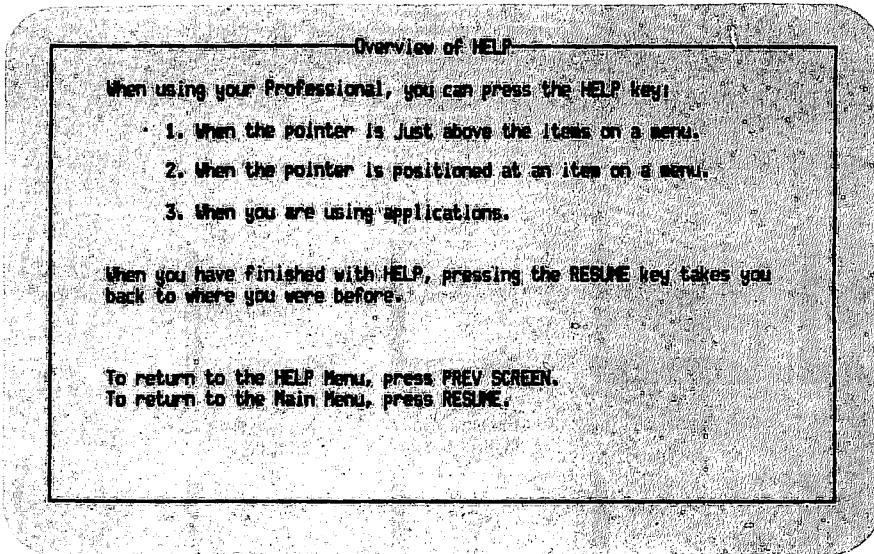 Overview of HELP
When using your Professional, you can press the HELP key:
1. When the pointer is just above the items on a menu.
2. When the pointer is positioned at an item on a menu.
3. When you are using applications.
When you have finished with HELP, pressing the RESUME key takes you
back to where you were before.
To return to the HELP Menu, press PREV SCREEN.
To return to the Main Menu, press RESUME.